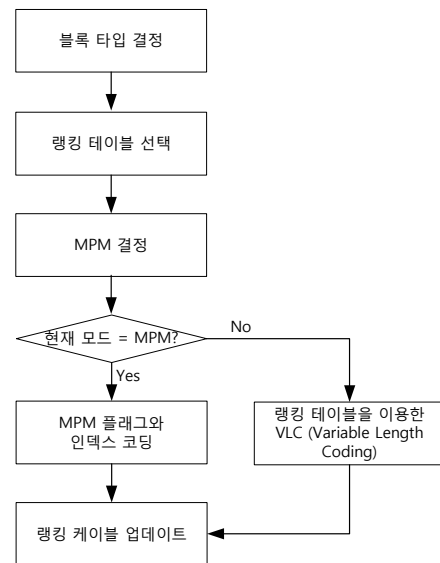 블록 타입 결정
랭킹 테이블 선택
MPM 결정
현재 모드 = MPM?
No
Yes
MPM 플래그와
인덱스 코딩
랭킹 테이블을 이용한
VLC (Variable Length
Coding)
랭킹 케이블 업데이트